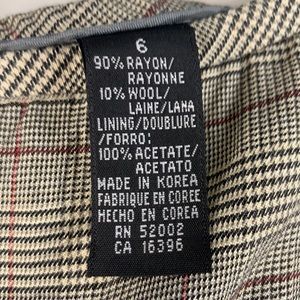 6
90% RAYON/
RAYONNE
10% WOOL/
LAINE/LANA
LINING/DOUBLURE
/FORRO:
100% ACETATE/
ACETATO
MADE IN KOREA
FABRIQUE EN COREE
HECHO EN COREA
RN 52002
CA 16396